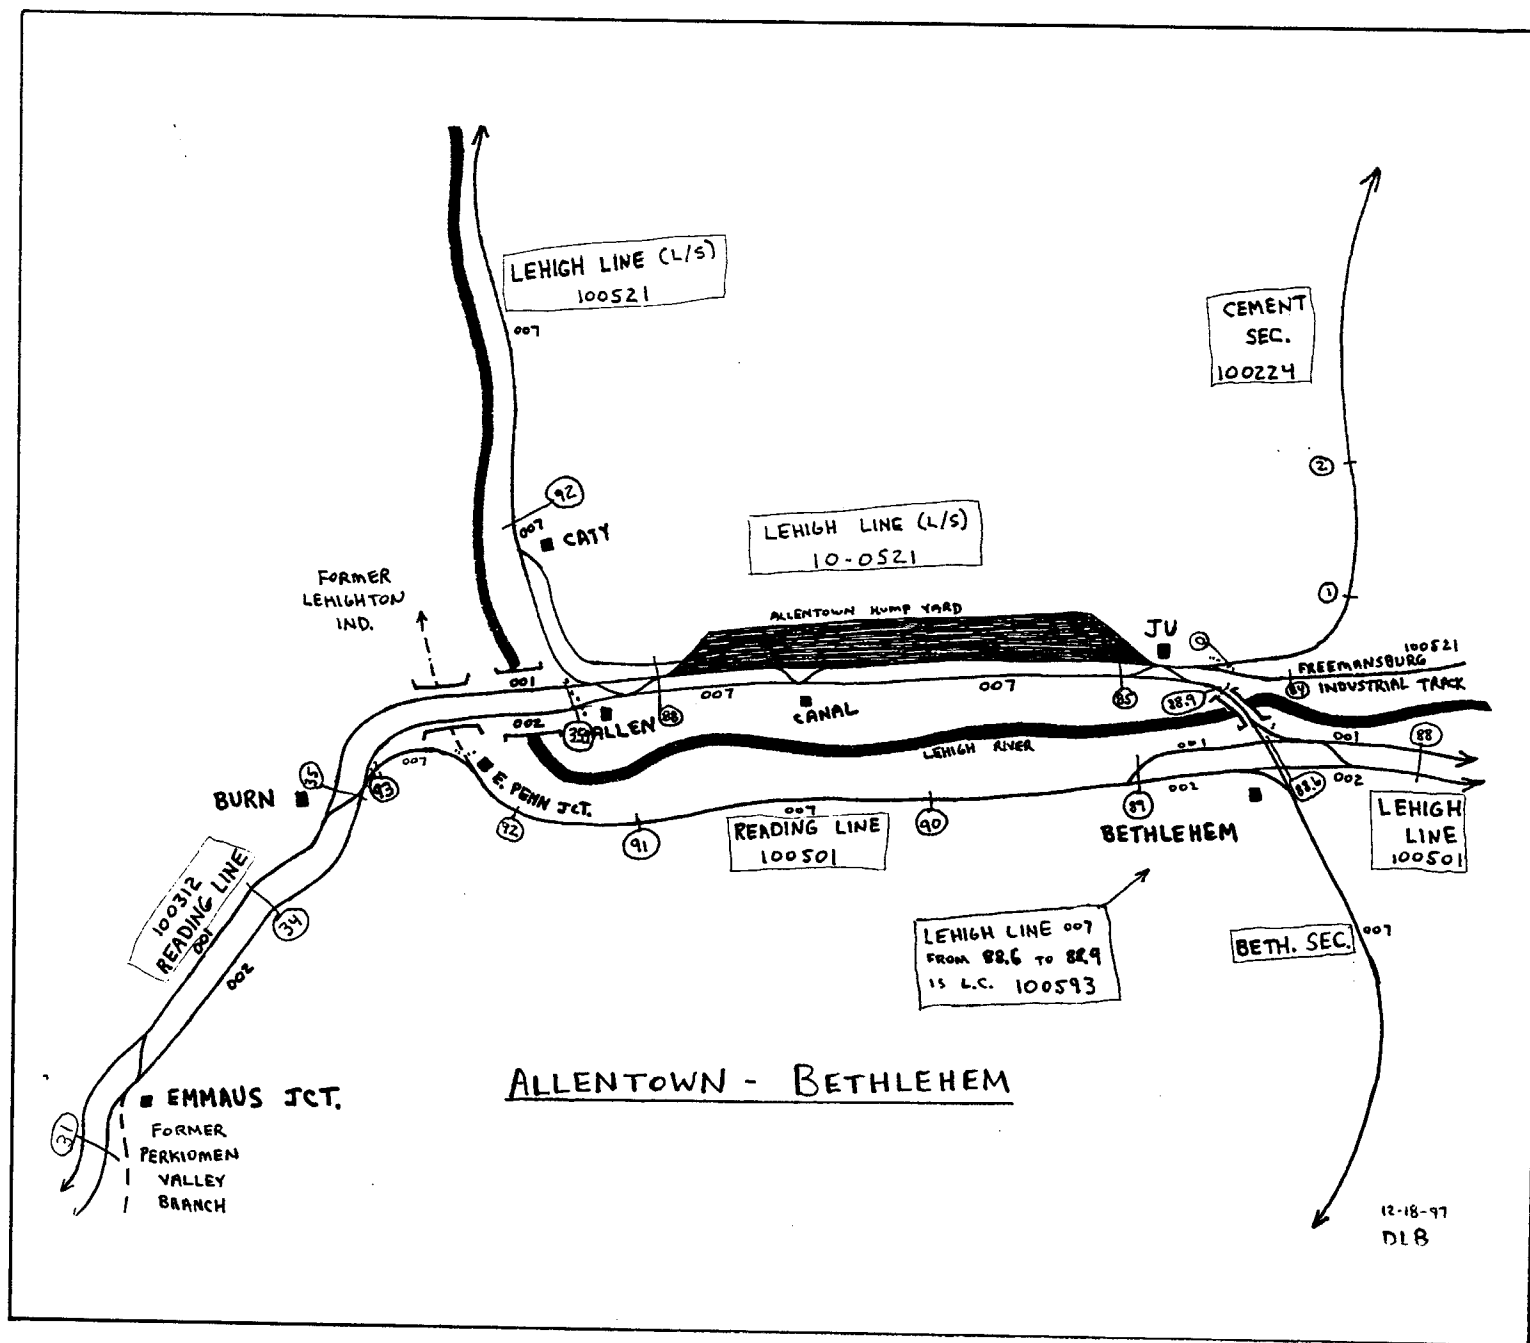 LEHIGH LINE (L/S)
100521
007
CEMENT
SEC.
100224
92
007
CATY
2
LEHIGH LINE (L/S)
10-0521
FORMER
LEHIGHTON
IND.
ALLENTOWN HUMP YARD
1
JU
0
100521
FREEMANSBURG
INDUSTRIAL TRACK
84
001
007
007
85
88.9
88
CANAL
002
ALLEN
LEHIGH RIVER
001
001
88
007
E. PENN JCT.
35
93
BURN
92
91
007
90
89
002
88.6
002
READING LINE
100501
BETHLEHEM
LEHIGH
LINE
100501
100312
READING LINE
001
34
002
LEHIGH LINE 007
FROM 88.6 TO 88.9
IS L.C. 100593
BETH. SEC.
007
ALLENTOWN - BETHLEHEM
EMMAUS JCT.
31
FORMER
PERKIOMEN
VALLEY
BRANCH
12-18-97
DLB